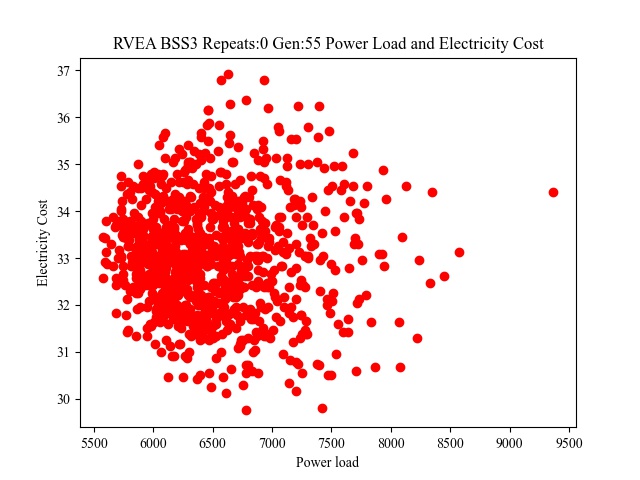 RVEA BSS3 Repeats:0 Gen:55 Power Load and Electricity Cost
37
36
35
34
33
32
31
30
Electricity Cost
5500 6000 6500 7000 7500 8000 8500 9000 9500
Power load